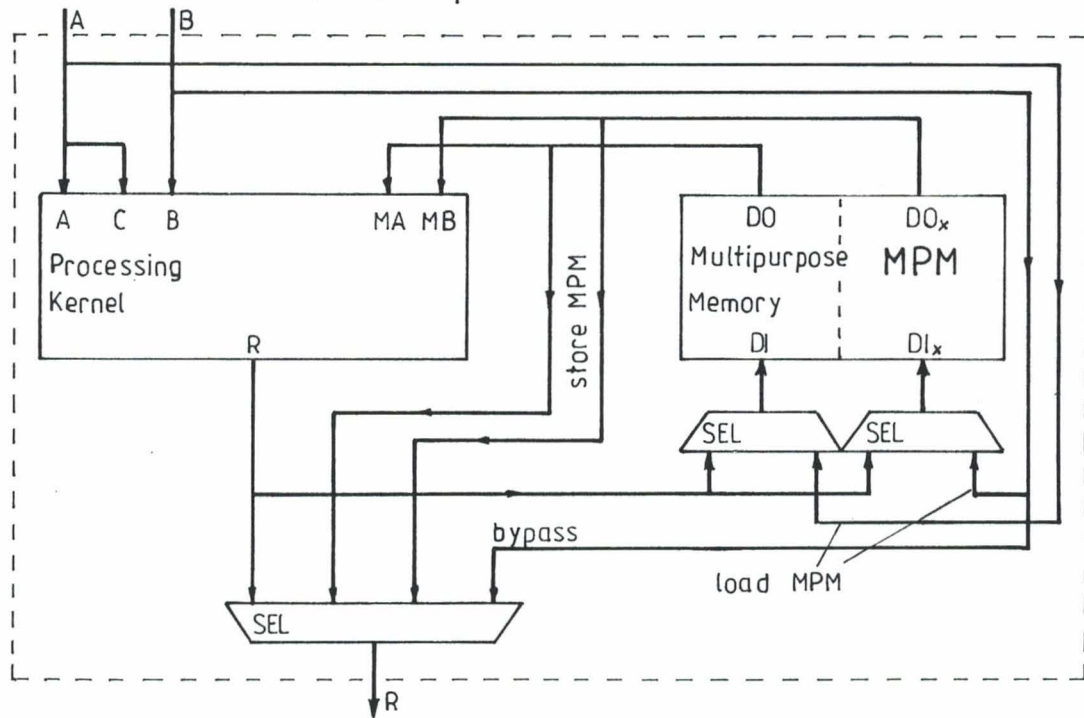 A
B
A C B MA MB
Processing
Kernel
R
DO DOx
Multipurpose MPM
Memory
DI DIx
store MPM
SEL SEL
bypass
load MPM
SEL
R